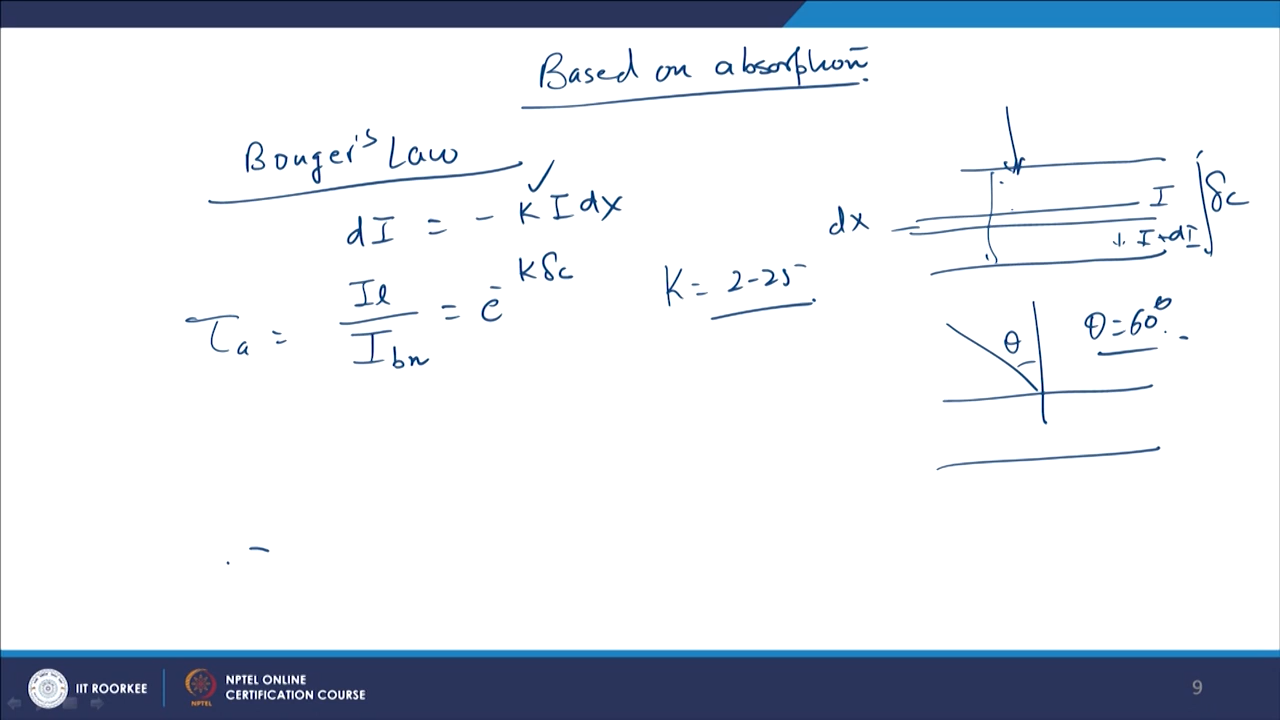 Based on absorption.
Bouger's Law
dI = - K I dx
τa = Il / Ibn = e^-Kδc
K = 2-25
dx
I
I + dI
δc
θ
θ = 60°
IIT ROORKEE
NPTEL ONLINE
CERTIFICATION COURSE
NPTEL
9